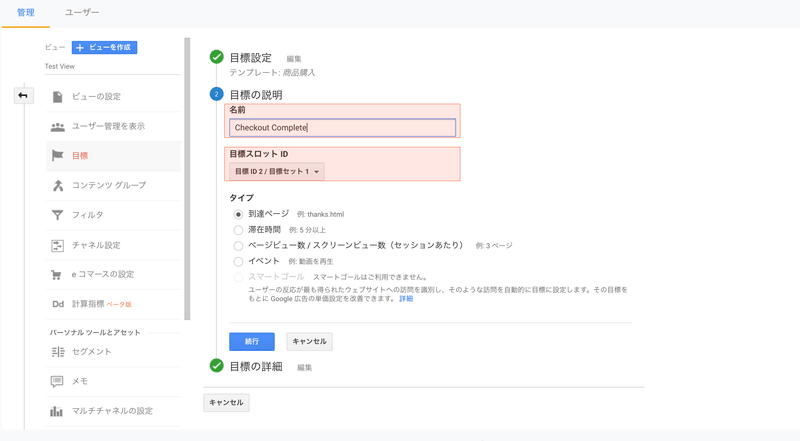 管理 ユーザー
ビュー + ビューを作成
Test View
ビューの設定
ユーザー管理を表示
目標
コンテンツ グループ
フィルタ
チャネル設定
e コマースの設定
Dd 計算指標 ベータ版
パーソナル ツールとアセット
セグメント
メモ
マルチチャネルの設定
目標設定 編集
テンプレート: 商品購入
2 目標の説明
名前
Checkout Complete
目標スロット ID
目標 ID 2 / 目標セット 1
タイプ
到達ページ 例: thanks.html
滞在時間 例: 5 分以上
ページビュー数 / スクリーンビュー数（セッションあたり） 例: 3 ページ
イベント 例: 動画を再生
スマートゴール スマートゴールはご利用できません。
ユーザーの反応が最も得られたウェブサイトへの訪問を識別し、そのような訪問を自動的に目標に設定します。その目標を
もとに Google 広告の単価設定を改善できます。 詳細
続行 キャンセル
目標の詳細 編集
キャンセル